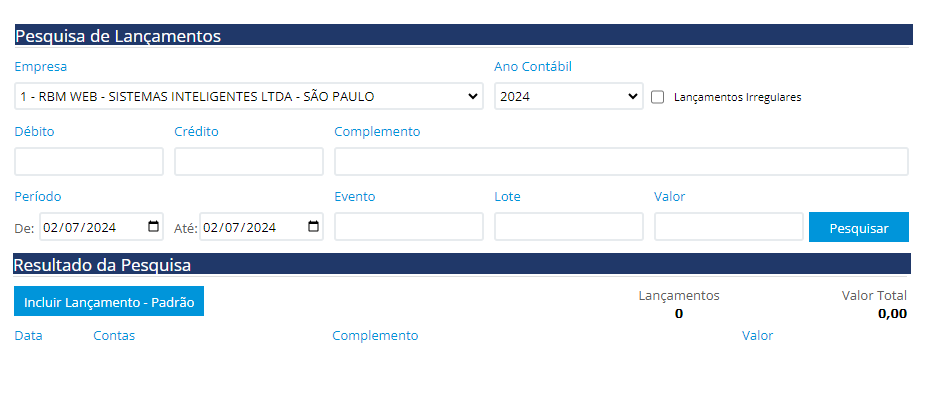 Pesquisa de Lançamentos
Empresa Ano Contábil
1 - RBM WEB - SISTEMAS INTELIGENTES LTDA - SÃO PAULO 2024 Lançamentos Irregulares
Débito Crédito Complemento
Período Evento Lote Valor
De: 02/07/2024 Até: 02/07/2024 Pesquisar
Resultado da Pesquisa
Incluir Lançamento - Padrão Lançamentos Valor Total
0 0,00
Data Contas Complemento Valor